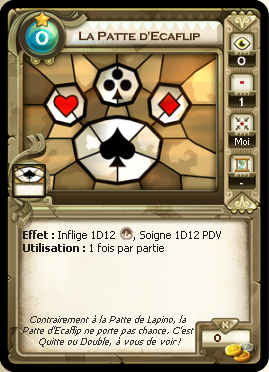 0
LA PATTE D'ECAFLIP
0
1
Moi
-
Effet : Inflige 1D12 , Soigne 1D12 PDV
Utilisation : 1 fois par partie
Contrairement à la Patte de Lapino, la
Patte d'Ecaflip ne porte pas chance. C'est
Quitte ou Double, à vous de voir !
K
0